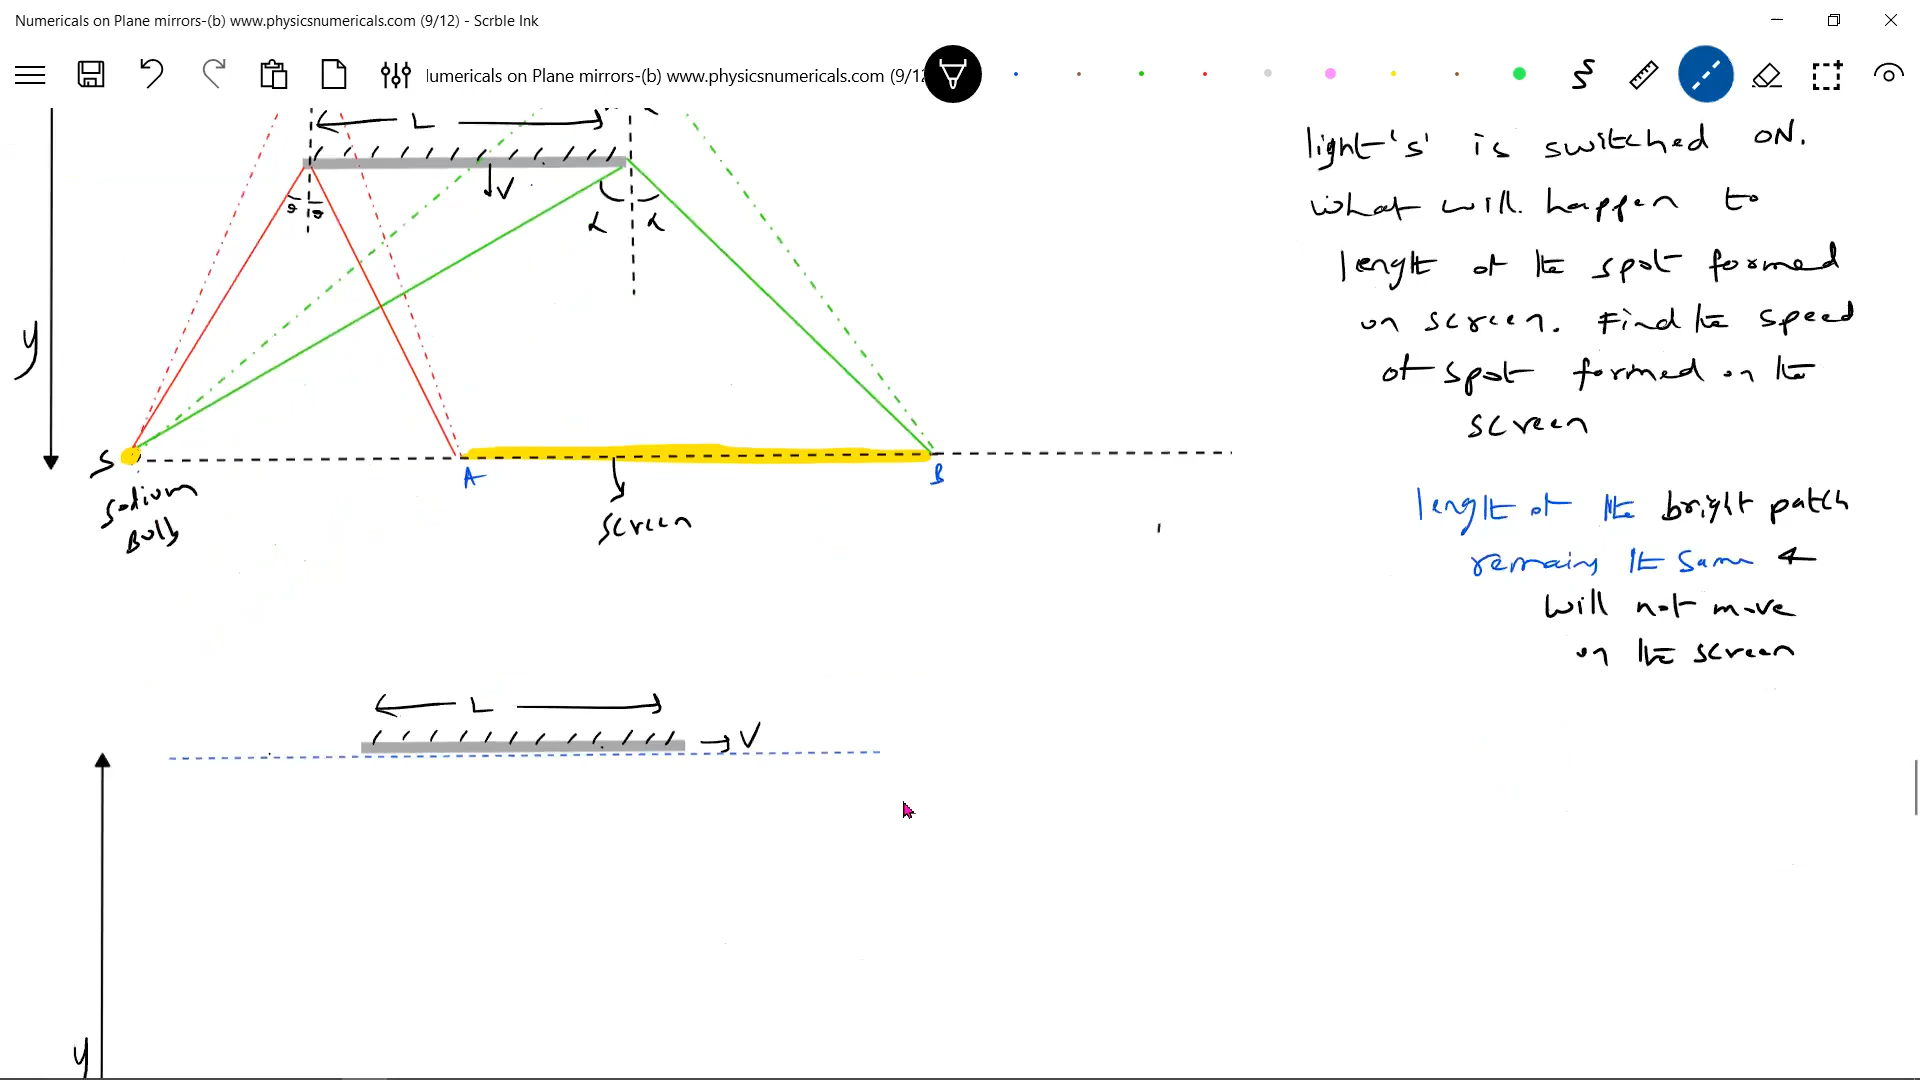 Numericals on Plane mirrors-(b) www.physicsnumericals.com (9/12) - Scrble Ink
umericals on Plane mirrors-(b) www.physicsnumericals.com (9/12
L
V
α α
y
S
Sodium
Bulb
A
B
Screen
light 's' is switched ON.
what will happen to
length of the spot formed
on screen. Find the speed
of spot formed on the
screen
length of the bright patch
remains the same &
will not move
on the screen
L
V
y